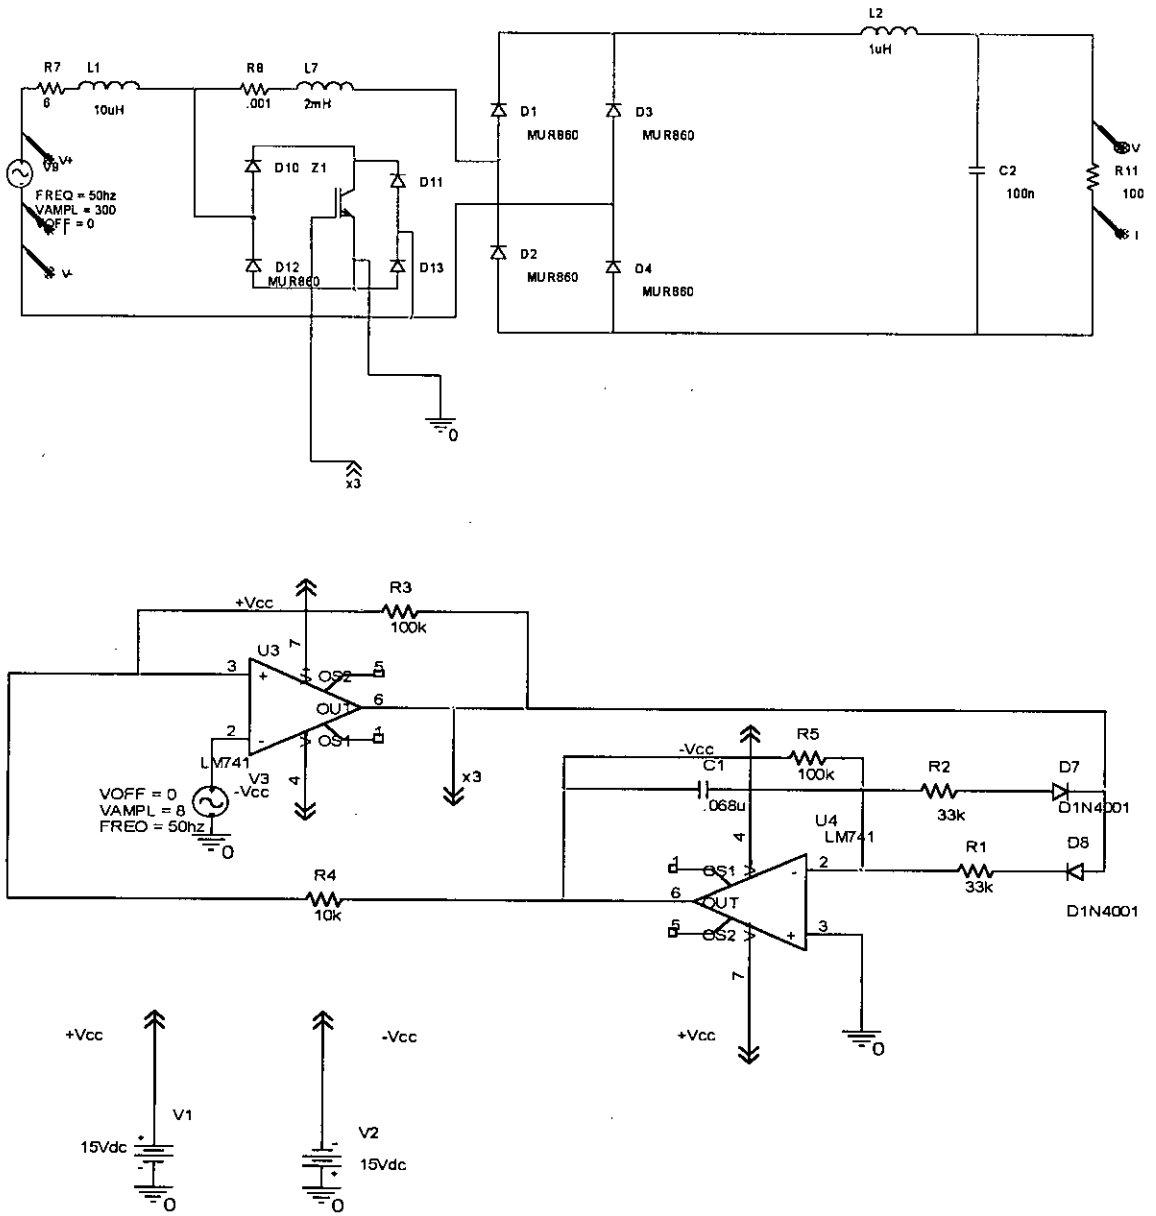 L2
1uH
R7
6
L1
10uH
R8
.001
L7
2mH
D1
MUR860
D3
MUR860
V+
FREQ = 50hz
VAMPL = 300
VOFF = 0
I
V-
D10
Z1
D11
D12
MUR860
D13
D2
MUR860
D4
MUR860
C2
100n
V
R11
100
I
0
x3
+Vcc
R3
100k
7
U3
3
+
5
OS2
OUT
6
2
-
OS1
1
LM741
V3
-Vcc
4
VOFF = 0
VAMPL = 8
FREQ = 50hz
0
x3
-Vcc
R5
100k
C1
.068u
R2
33k
D7
D1N4001
U4
LM741
4
1
OS1
-
2
R1
33k
D8
D1N4001
R4
10k
6
OUT
5
OS2
+
3
7
+Vcc
0
+Vcc
-Vcc
V1
+
15Vdc
-
0
V2
-
15Vdc
+
0